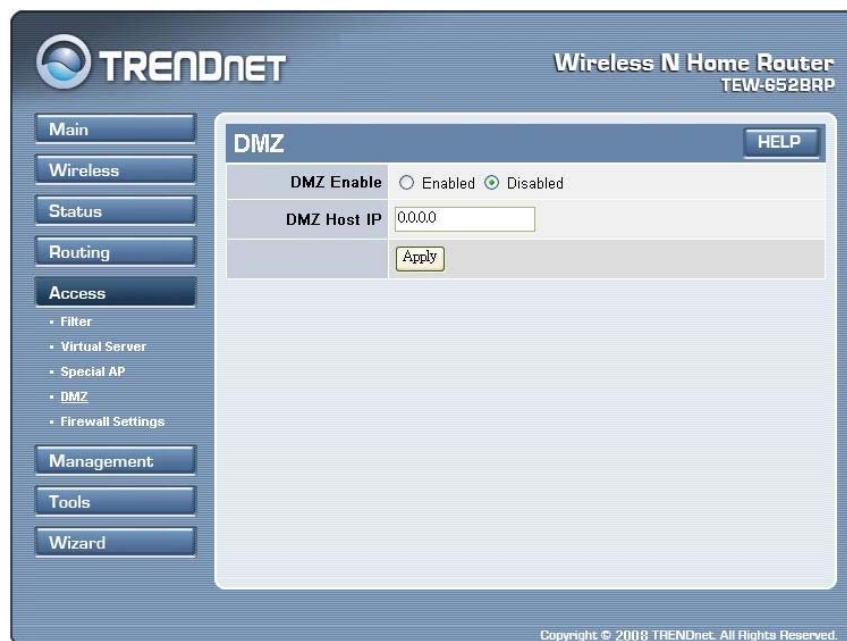 TRENDNET
Wireless N Home Router
TEW-652BRP
Main
Wireless
Status
Routing
Access
• Filter
• Virtual Server
• Special AP
• DMZ
• Firewall Settings
Management
Tools
Wizard
DMZ
HELP
DMZ Enable Enabled Disabled
DMZ Host IP 0.0.0.0
Apply
Copyright © 2008 TRENDnet. All Rights Reserved.